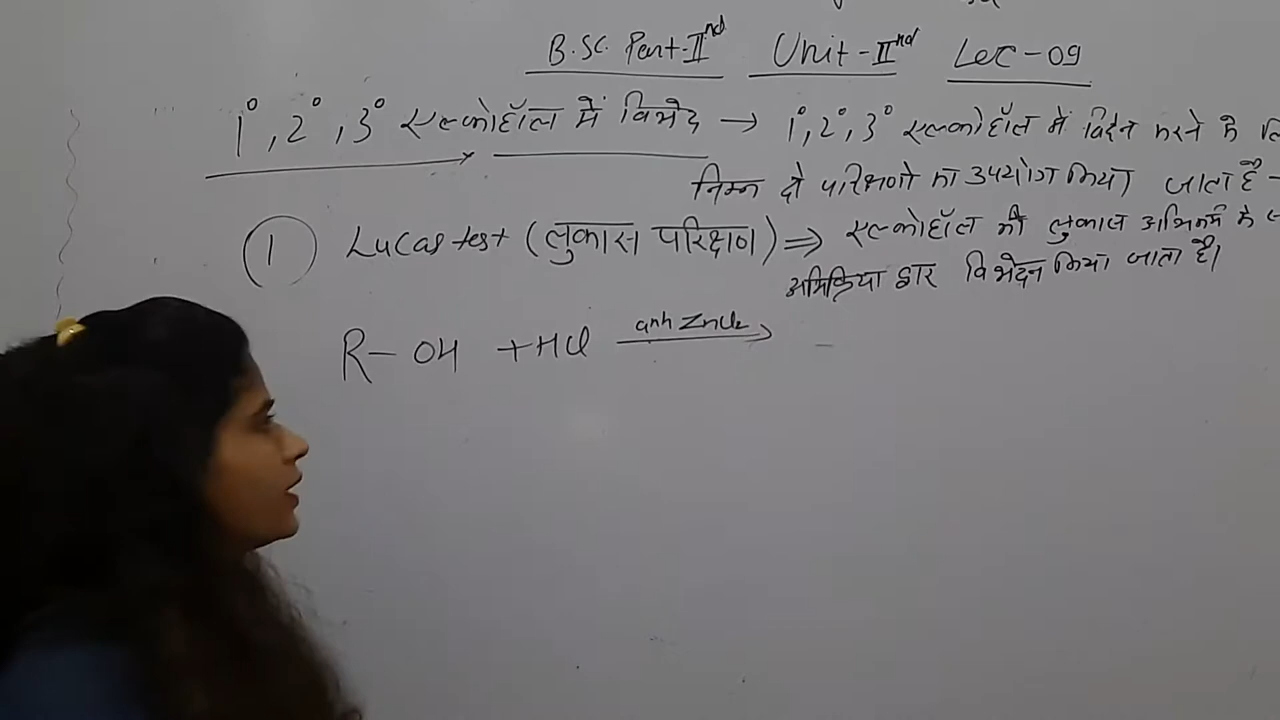 B.Sc. Part-IInd Unit-IInd Lec-09
1°, 2°, 3° एल्कोहॉल में विभेद → 1°, 2°, 3° एल्कोहॉल में विभेदन करने के
निम्न दो परिक्षणो का उपयोग किया जाता है -
1 Lucas test (लुकास परिक्षण) ⇒ एल्कोहॉल की लुकास अभिकर्मक के
अभिक्रिया द्वार विभेदन किया जाता है।
R-OH + HCl anh ZnCl₂ →